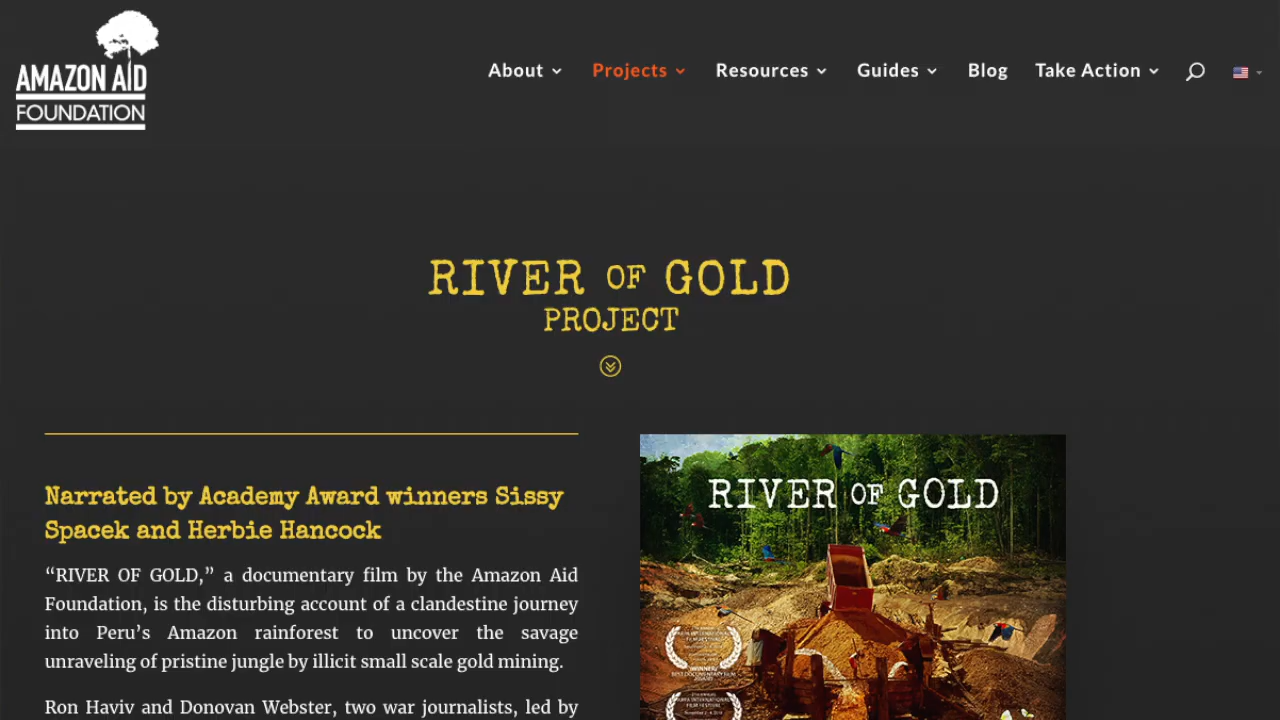 AMAZON AID
FOUNDATION
About
Projects
Resources
Guides
Blog
Take Action
RIVER OF GOLD
PROJECT
Narrated by Academy Award winners Sissy
Spacek and Herbie Hancock
“RIVER OF GOLD,” a documentary film by the Amazon Aid
Foundation, is the disturbing account of a clandestine journey
into Peru’s Amazon rainforest to uncover the savage
unraveling of pristine jungle by illicit small scale gold mining.
Ron Haviv and Donovan Webster, two war journalists, led by
RIVER OF GOLD